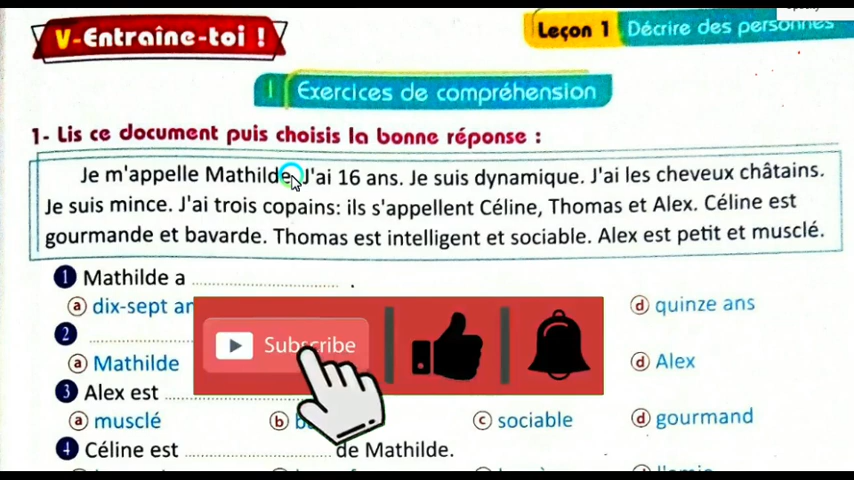 V-Entraîne-toi !
Leçon 1 Décrire des personnes
I Exercices de compréhension
1- Lis ce document puis choisis la bonne réponse :
Je m'appelle Mathilde. J'ai 16 ans. Je suis dynamique. J'ai les cheveux châtains.
Je suis mince. J'ai trois copains: ils s'appellent Céline, Thomas et Alex. Céline est
gourmande et bavarde. Thomas est intelligent et sociable. Alex est petit et musclé.
1 Mathilde a .................................... .
a dix-sept
d quinze ans
2
a Mathilde
d Alex
3 Alex est
a musclé
b
c sociable
d gourmand
4 Céline est .................................... de Mathilde.
Subscribe